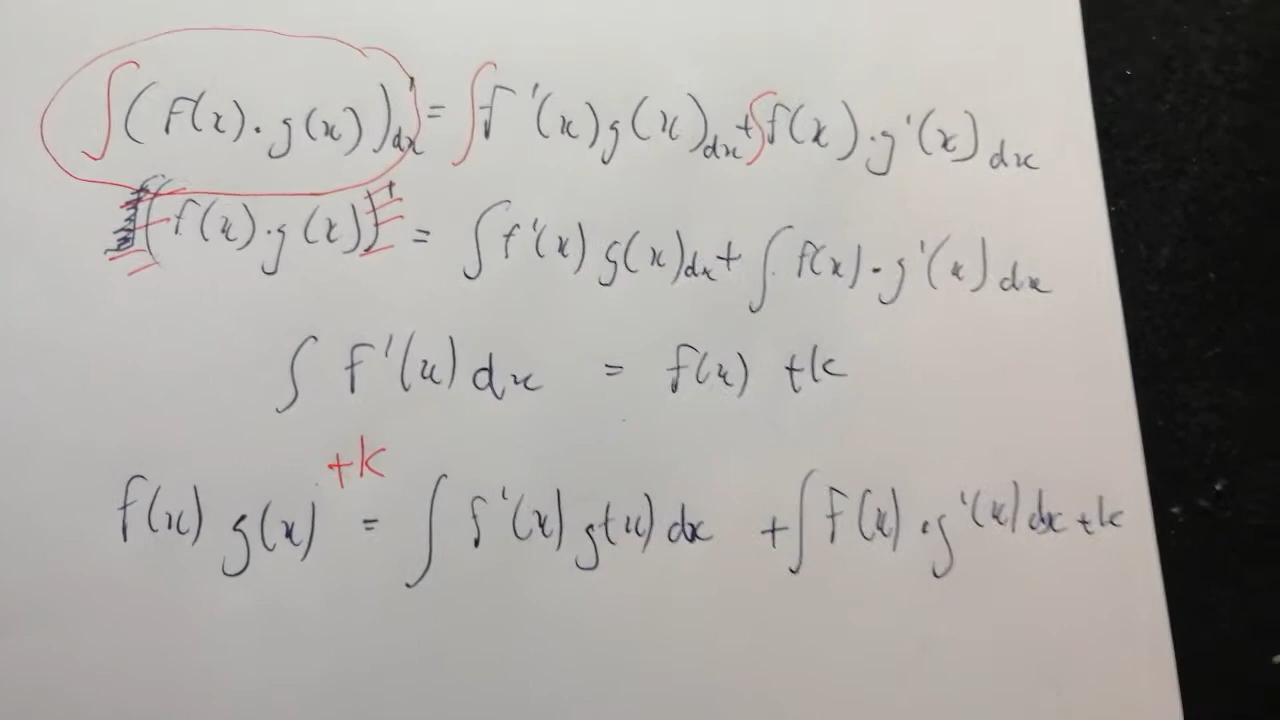 ∫(f(x)·g(x))'dx = ∫f'(x)g(x)dx + ∫f(x)·g'(x)dx
f(x)·g(x) = ∫f'(x)g(x)dx + ∫f(x)·g'(x)dx
∫f'(x)dx = f(x) +k
f(x)g(x) +k = ∫f'(x)g(x)dx + ∫f(x)·g'(x)dx+k